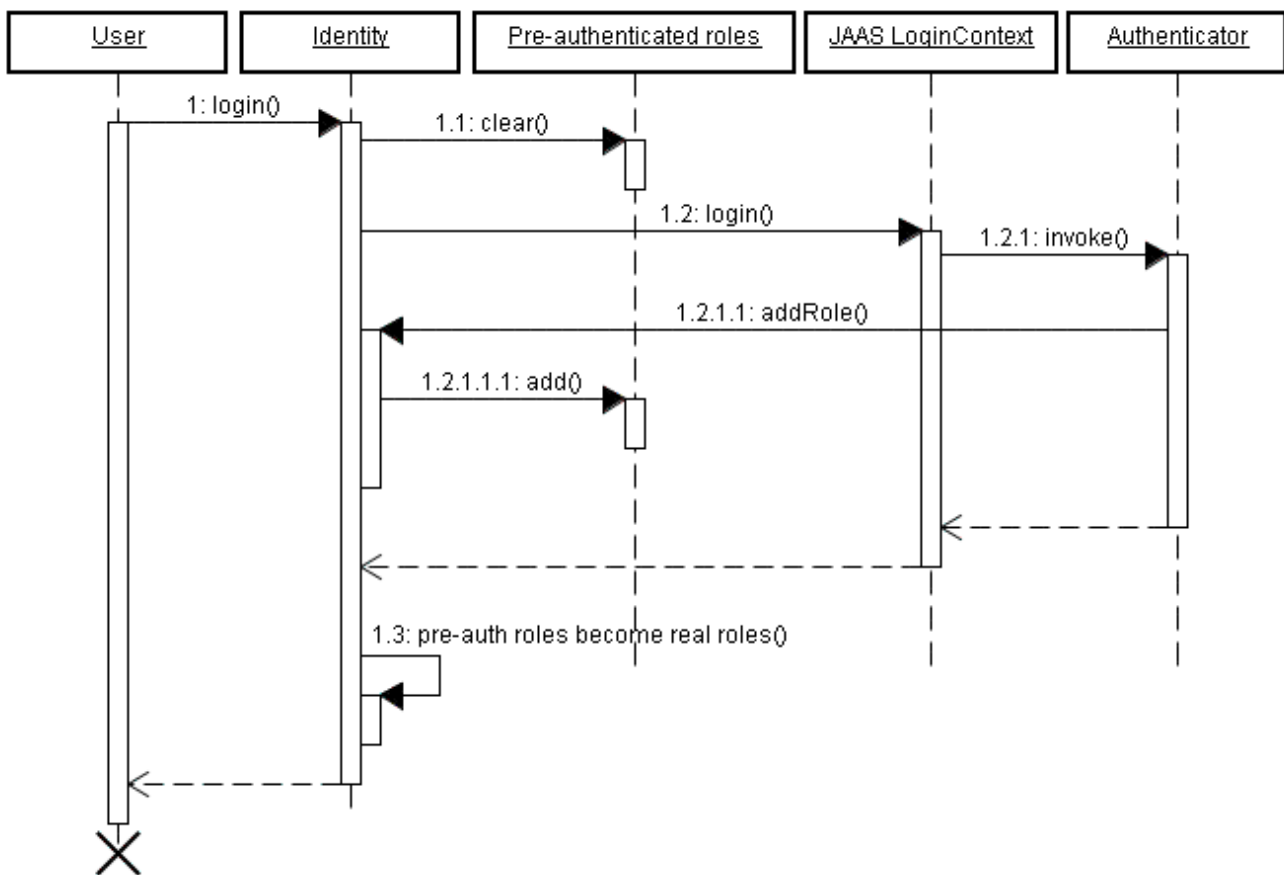 User
Identity
Pre-authenticated roles
JAAS LoginContext
Authenticator
1: login()
1.1: clear()
1.2: login()
1.2.1: invoke()
1.2.1.1: addRole()
1.2.1.1.1: add()
1.3: pre-auth roles become real roles()